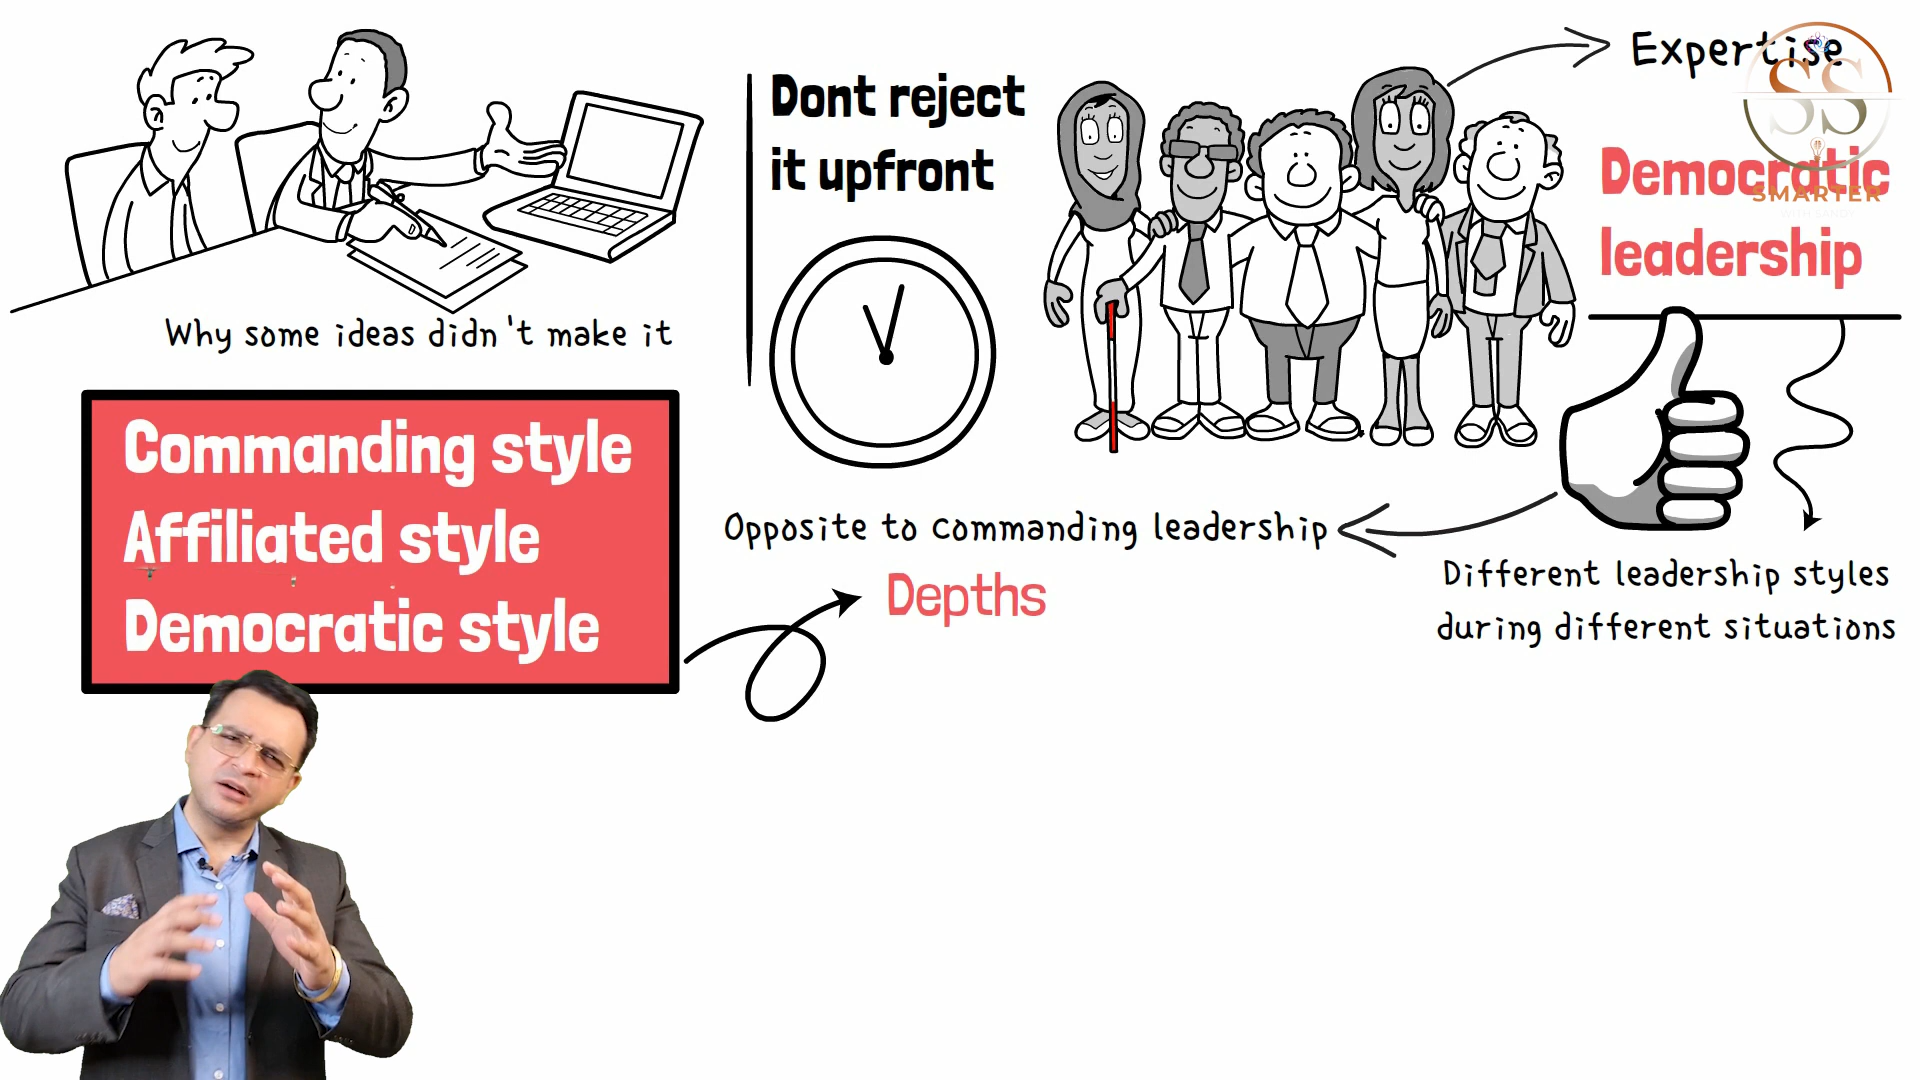 Why some ideas didn't make it
Dont reject
it upfront
Expertise
SS
SMARTER
Democratic
leadership
Commanding style
Affiliated style
Democratic style
Opposite to commanding leadership
Depths
Different leadership styles
during different situations